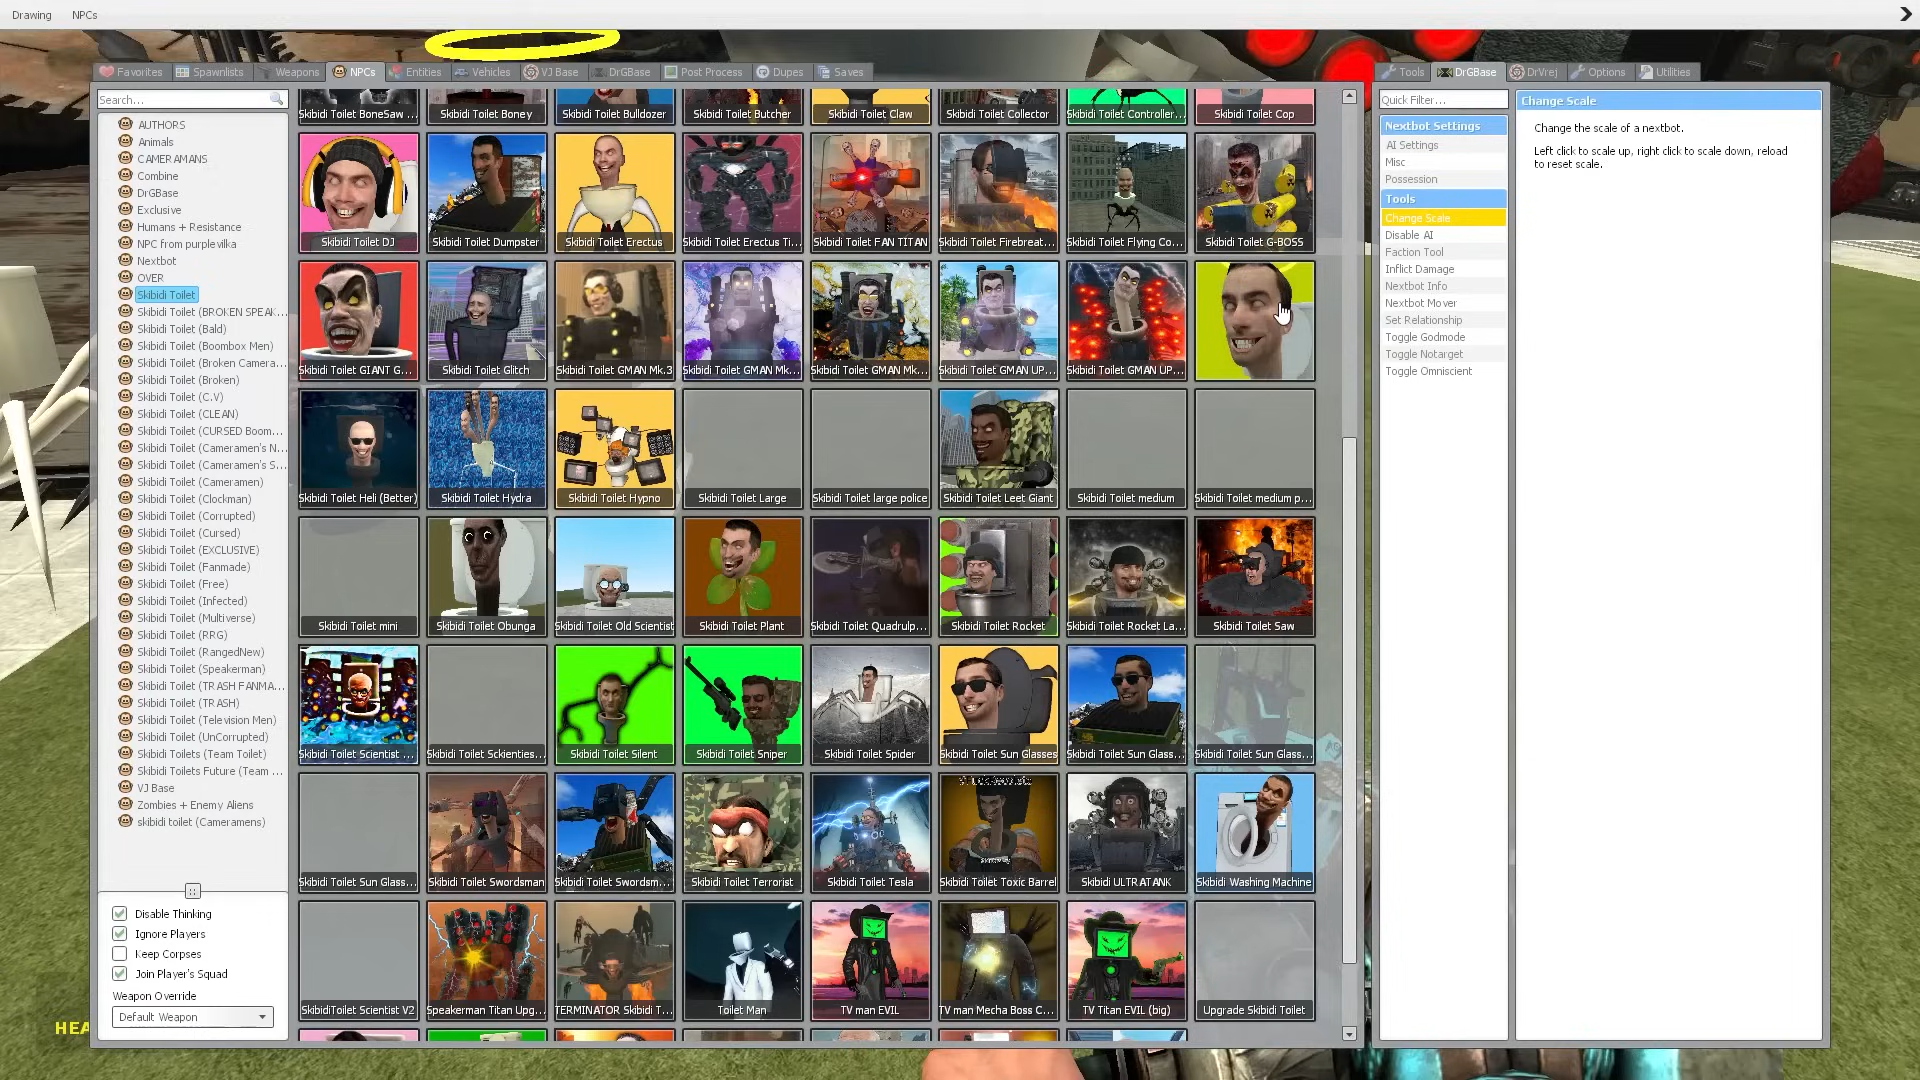 Drawing NPCs
Favorites Spawnlists Weapons NPCs Entities Vehicles VJ Base DrGBase Post Process Dupes Saves
Search...
AUTHORS
Animals
CAMERAMANS
Combine
DrGBase
Exclusive
Humans + Resistance
NPC from purplevilka
Nextbot
OVER
Skibidi Toilet
Skibidi Toilet (BROKEN SPEAK...
Skibidi Toilet (Bald)
Skibidi Toilet (Boombox Men)
Skibidi Toilet (Broken Camera...
Skibidi Toilet (Broken)
Skibidi Toilet (C.V)
Skibidi Toilet (CLEAN)
Skibidi Toilet (CURSED Boom...
Skibidi Toilet (Cameramen's N...
Skibidi Toilet (Cameramen's S...
Skibidi Toilet (Cameramen)
Skibidi Toilet (Clockman)
Skibidi Toilet (Corrupted)
Skibidi Toilet (Cursed)
Skibidi Toilet (EXCLUSIVE)
Skibidi Toilet (Fanmade)
Skibidi Toilet (Free)
Skibidi Toilet (Infected)
Skibidi Toilet (Multiverse)
Skibidi Toilet (RRG)
Skibidi Toilet (RangedNew)
Skibidi Toilet (Speakerman)
Skibidi Toilet (TRASH FANMA...
Skibidi Toilet (TRASH)
Skibidi Toilet (Television Men)
Skibidi Toilet (UnCorrupted)
Skibidi Toilets (Team Toilet)
Skibidi Toilets Future (Team ...
VJ Base
Zombies + Enemy Aliens
skibidi toilet (Cameramens)
Disable Thinking
Ignore Players
Keep Corpses
Join Player's Squad
Weapon Override
Default Weapon
HEA
Skibidi Toilet BoneSaw ... Skibidi Toilet Boney Skibidi Toilet Bulldozer Skibidi Toilet Butcher Skibidi Toilet Claw Skibidi Toilet Collector Skibidi Toilet Controller... Skibidi Toilet Cop
Skibidi Toilet DJ Skibidi Toilet Dumpster Skibidi Toilet Erectus Skibidi Toilet Erectus Ti... Skibidi Toilet FAN TITAN Skibidi Toilet Firebreat... Skibidi Toilet Flying Co... Skibidi Toilet G-BOSS
Skibidi Toilet GIANT G... Skibidi Toilet Glitch Skibidi Toilet GMAN Mk.3 Skibidi Toilet GMAN Mk... Skibidi Toilet GMAN Mk... Skibidi Toilet GMAN UP... Skibidi Toilet GMAN UP...
Skibidi Toilet Heli (Better) Skibidi Toilet Hydra Skibidi Toilet Hypno Skibidi Toilet Large Skibidi Toilet large police Skibidi Toilet Leet Giant Skibidi Toilet medium Skibidi Toilet medium p...
Skibidi Toilet mini Skibidi Toilet Obunga Skibidi Toilet Old Scientist Skibidi Toilet Plant Skibidi Toilet Quadrulp... Skibidi Toilet Rocket Skibidi Toilet Rocket La... Skibidi Toilet Saw
Skibidi Toilet Scientist ... Skibidi Toilet Sckienties... Skibidi Toilet Silent Skibidi Toilet Sniper Skibidi Toilet Spider Skibidi Toilet Sun Glasses Skibidi Toilet Sun Glass... Skibidi Toilet Sun Glass...
Skibidi Toilet Sun Glass... Skibidi Toilet Swordsman Skibidi Toilet Swordsm... Skibidi Toilet Terrorist Skibidi Toilet Tesla Skibidi Toilet Toxic Barrel Skibidi ULTRATANK Skibidi Washing Machine
SkibidiToilet Scientist V2 Speakerman Titan Upg... TERMINATOR Skibidi T... Toilet Man TV man EVIL TV man Mecha Boss C... TV Titan EVIL (big) Upgrade Skibidi Toilet
Tools DrGBase DrVrej Options Utilities
Quick Filter...
Nextbot Settings
AI Settings
Misc
Possession
Tools
Change Scale
Disable AI
Faction Tool
Inflict Damage
Nextbot Info
Nextbot Mover
Set Relationship
Toggle Godmode
Toggle Notarget
Toggle Omniscient
Change Scale
Change the scale of a nextbot.
Left click to scale up, right click to scale down, reload
to reset scale.